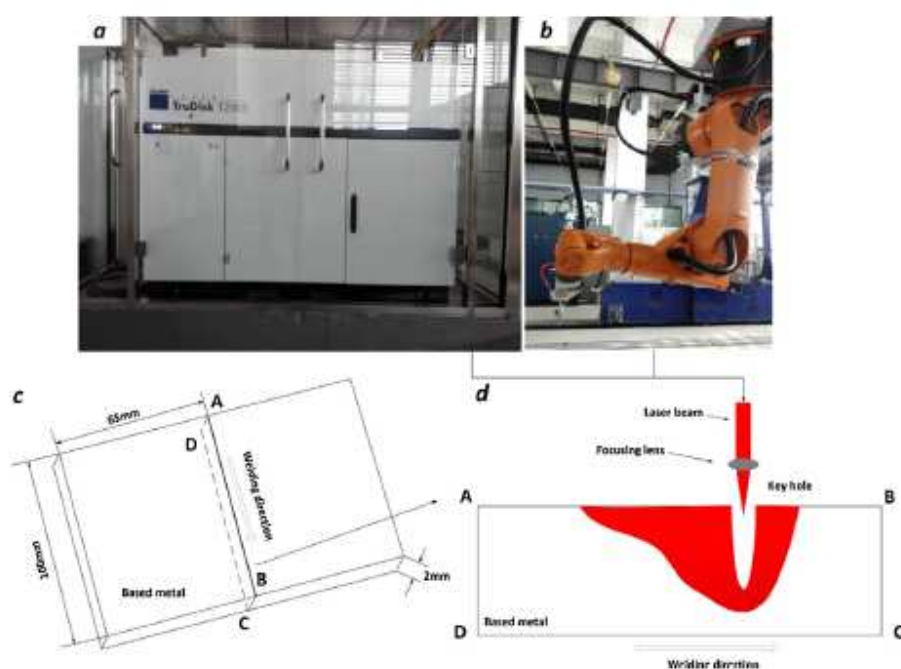 a
TruDisk
b
c
65mm
A
D
Welding direction
100mm
Based metal
B
C
2mm
d
Laser beam
Focusing lens
Key hole
A
B
Based metal
D
C
Welding direction